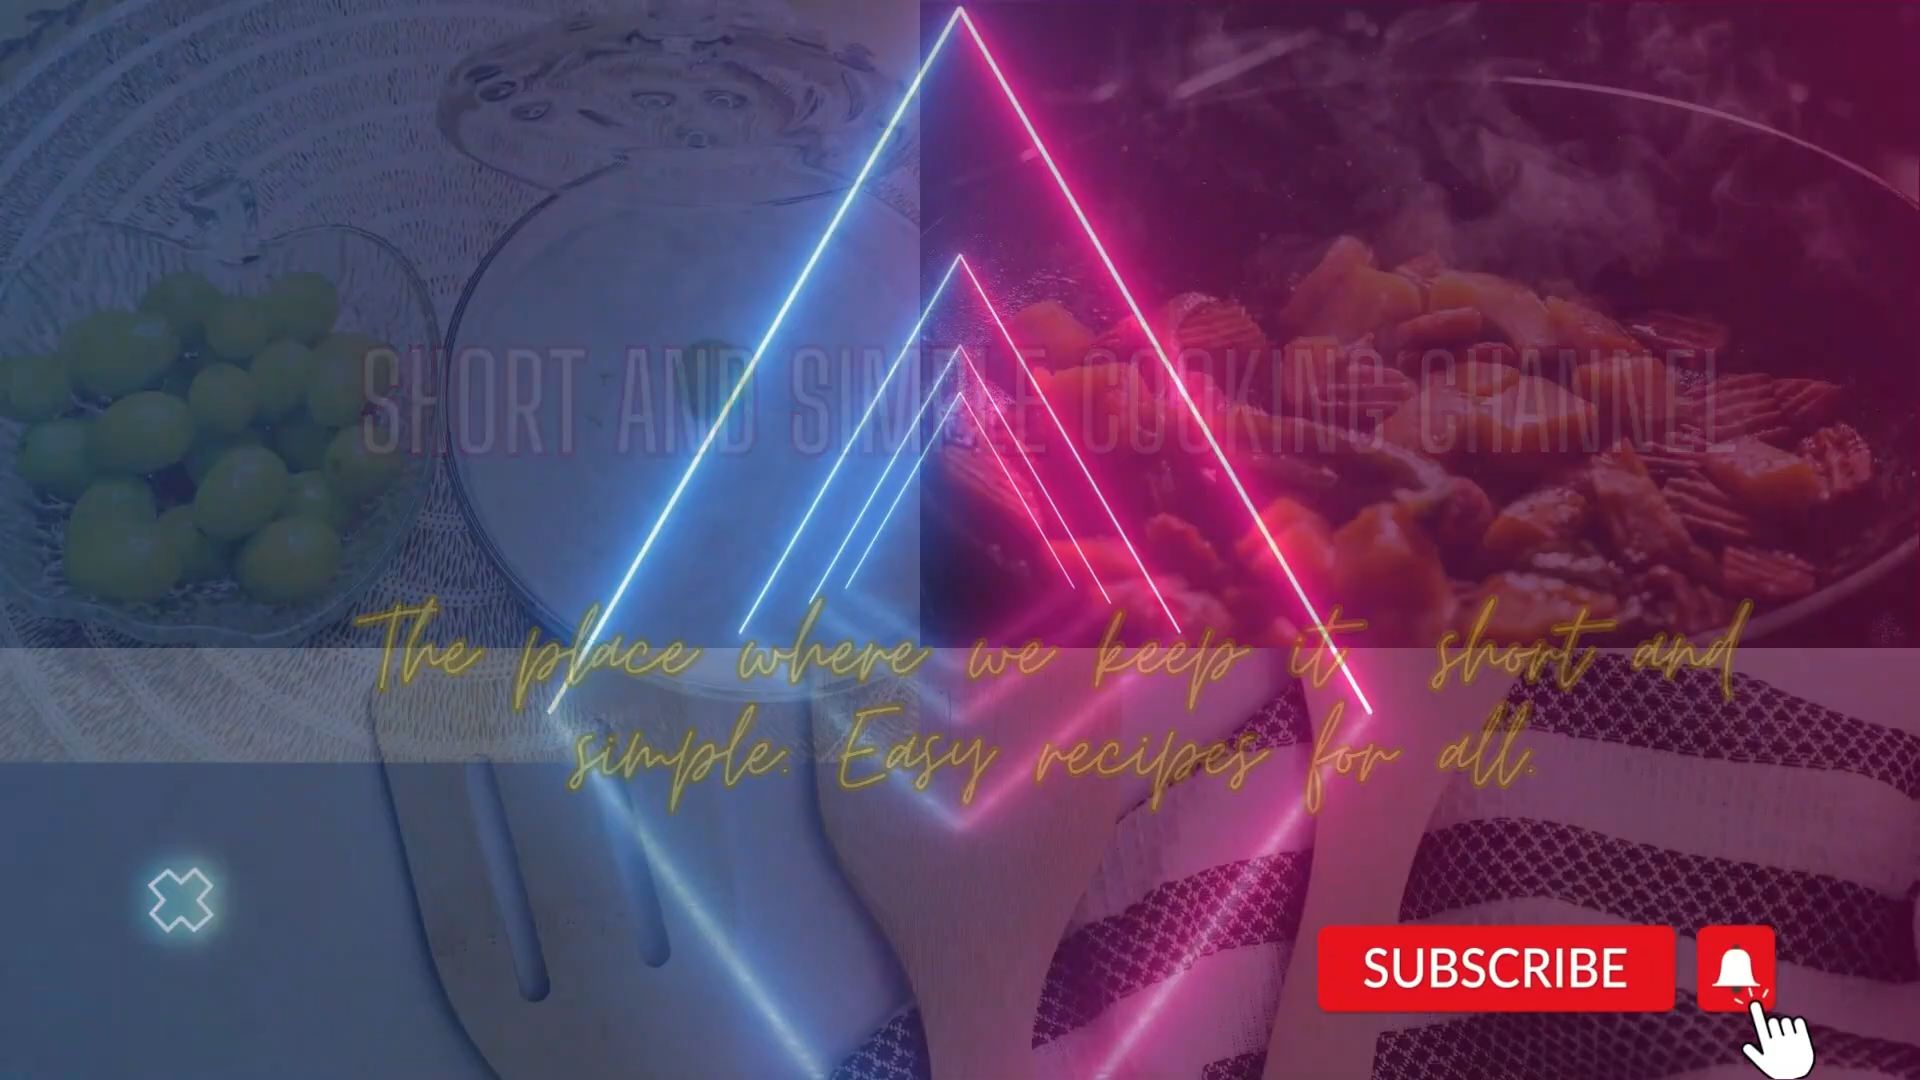 SHORT AND SIMPLE COOKING CHANNEL
The place where we keep it short and
simple. Easy recipes for all.
SUBSCRIBE